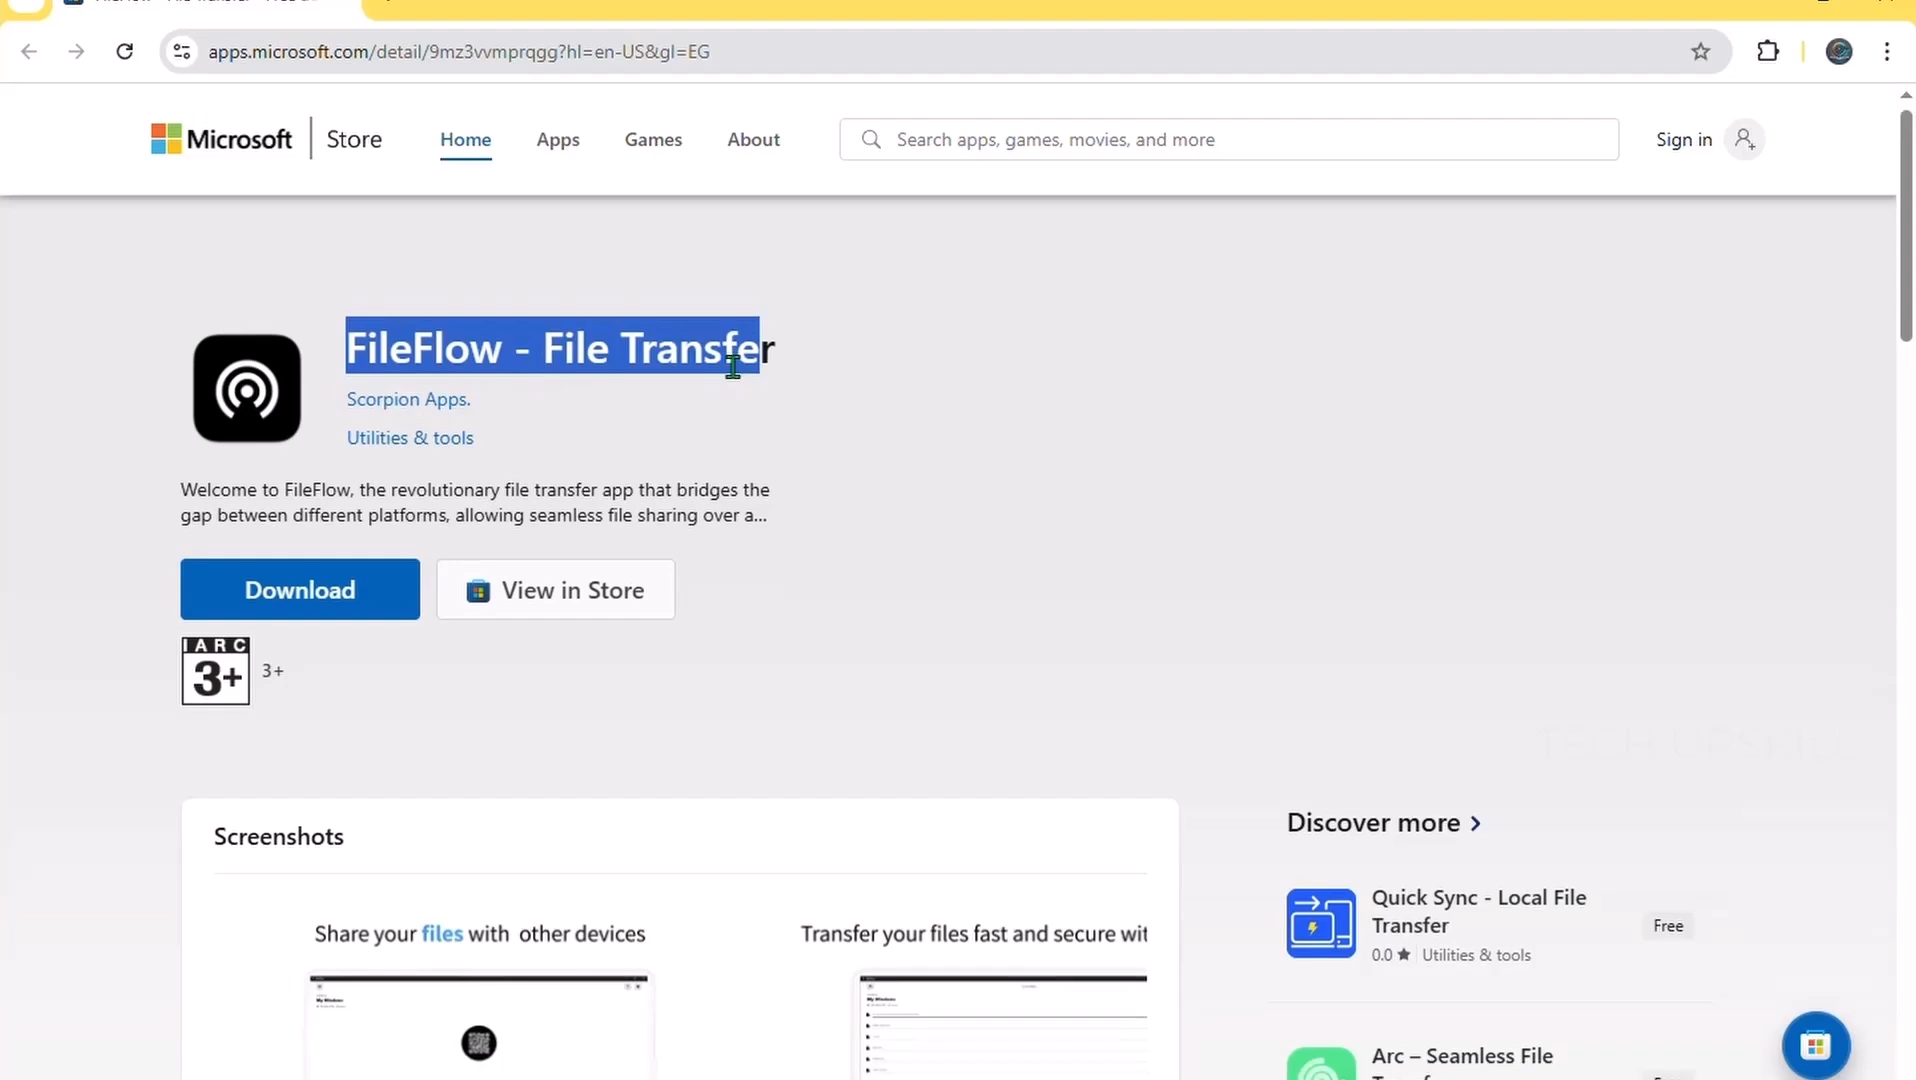 apps.microsoft.com/detail/9mz3vvmprqgg?hl=en-US&gl=EG
Microsoft
Store
Home
Apps
Games
About
Search apps, games, movies, and more
Sign in
FileFlow - File Transfer
Scorpion Apps.
Utilities & tools
Welcome to FileFlow, the revolutionary file transfer app that bridges the
gap between different platforms, allowing seamless file sharing over a...
Download
View in Store
IARC
3+
3+
Screenshots
Share your files with other devices
Transfer your files fast and secure wit
My Windows
My Windows
Discover more
Quick Sync - Local File
Transfer
Free
0.0 ★ Utilities & tools
Arc – Seamless File